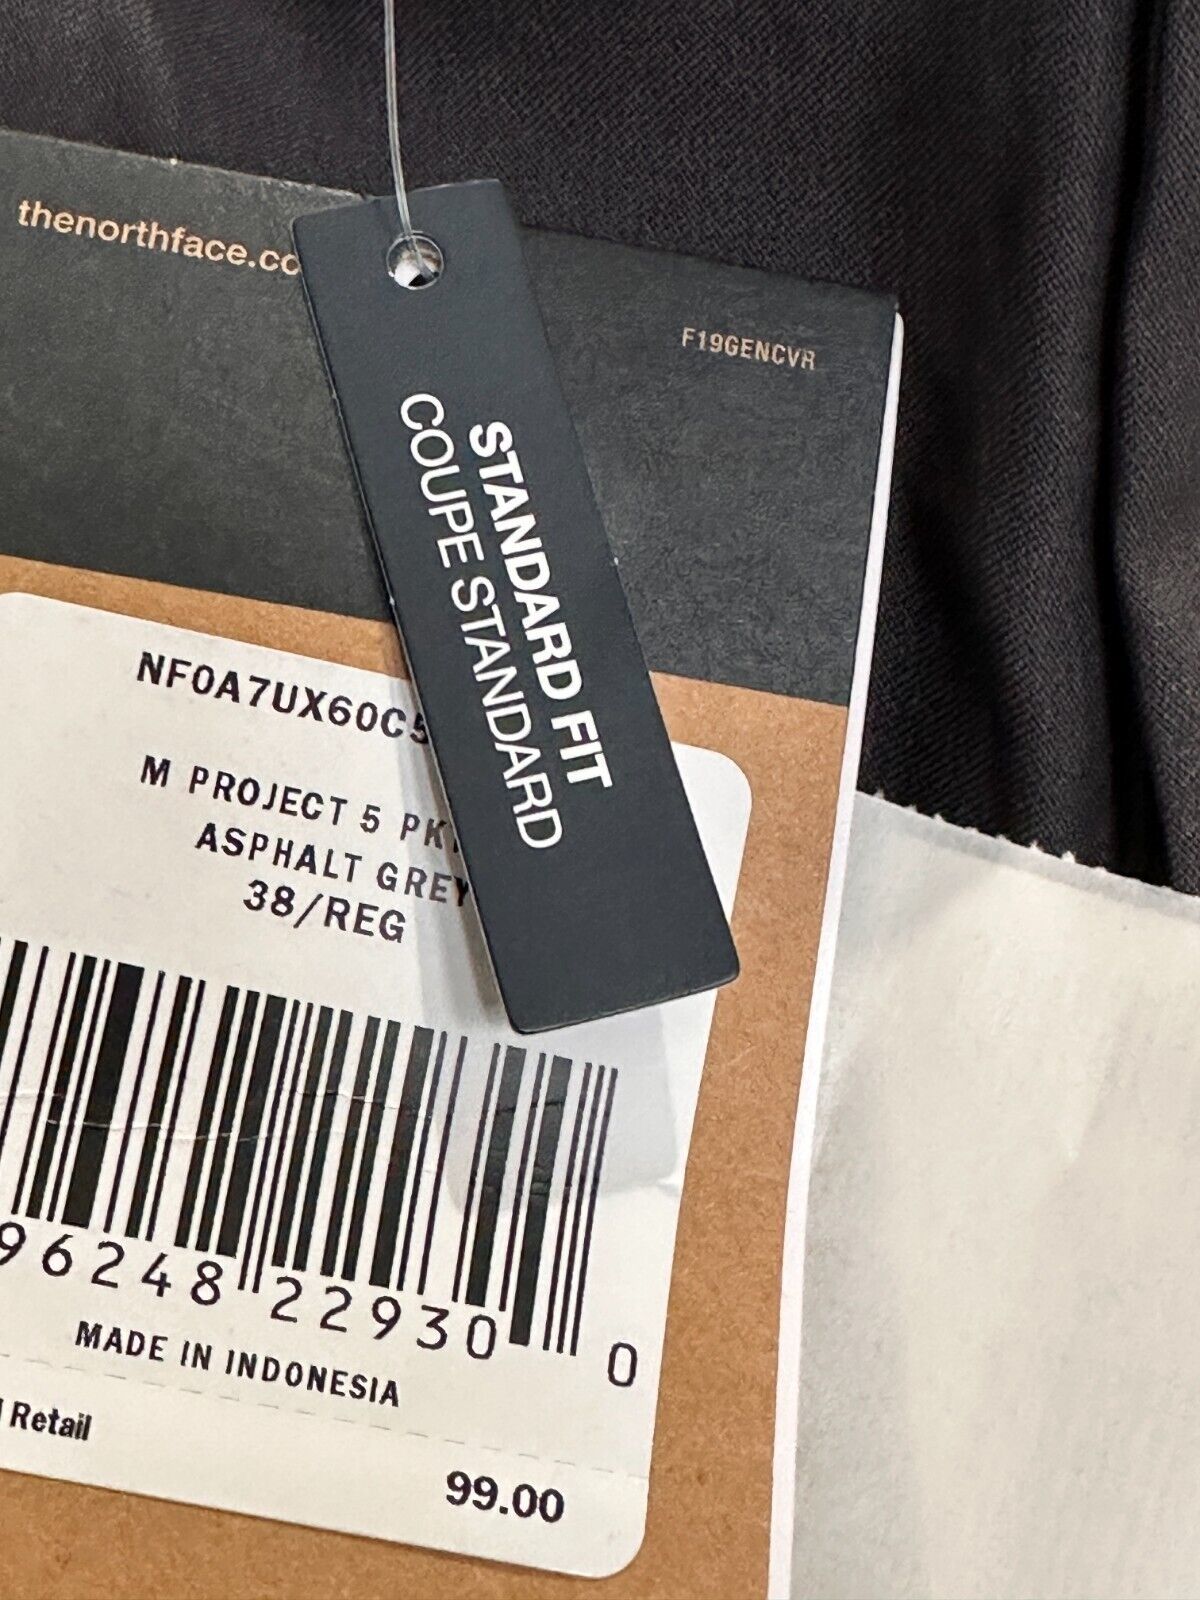 thenorthface.co
F19GENCVR
STANDARD FIT
COUPE STANDARD
NF0A7UX60C5
M PROJECT 5 PK
ASPHALT GREY
38/REG
96248 22930 0
MADE IN INDONESIA
Retail
99.00